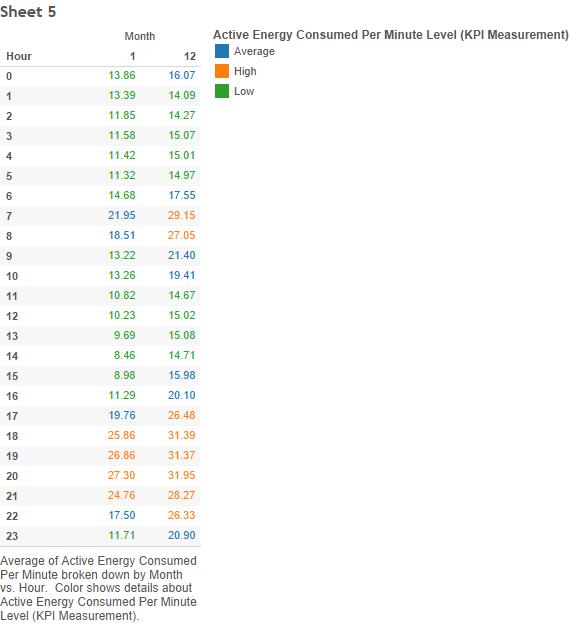 Sheet 5
Month
Active Energy Consumed Per Minute Level (KPI Measurement)
Hour 1 12
Average
High
Low
0 13.86 16.07
1 13.39 14.09
2 11.85 14.27
3 11.58 15.07
4 11.42 15.01
5 11.32 14.97
6 14.68 17.55
7 21.95 29.15
8 18.51 27.05
9 13.22 21.40
10 13.26 19.41
11 10.82 14.67
12 10.23 15.02
13 9.69 15.08
14 8.46 14.71
15 8.98 15.98
16 11.29 20.10
17 19.76 26.48
18 25.86 31.39
19 26.86 31.37
20 27.30 31.95
21 24.76 28.27
22 17.50 26.33
23 11.71 20.90
Average of Active Energy Consumed
Per Minute broken down by Month
vs. Hour.  Color shows details about
Active Energy Consumed Per Minute
Level (KPI Measurement).